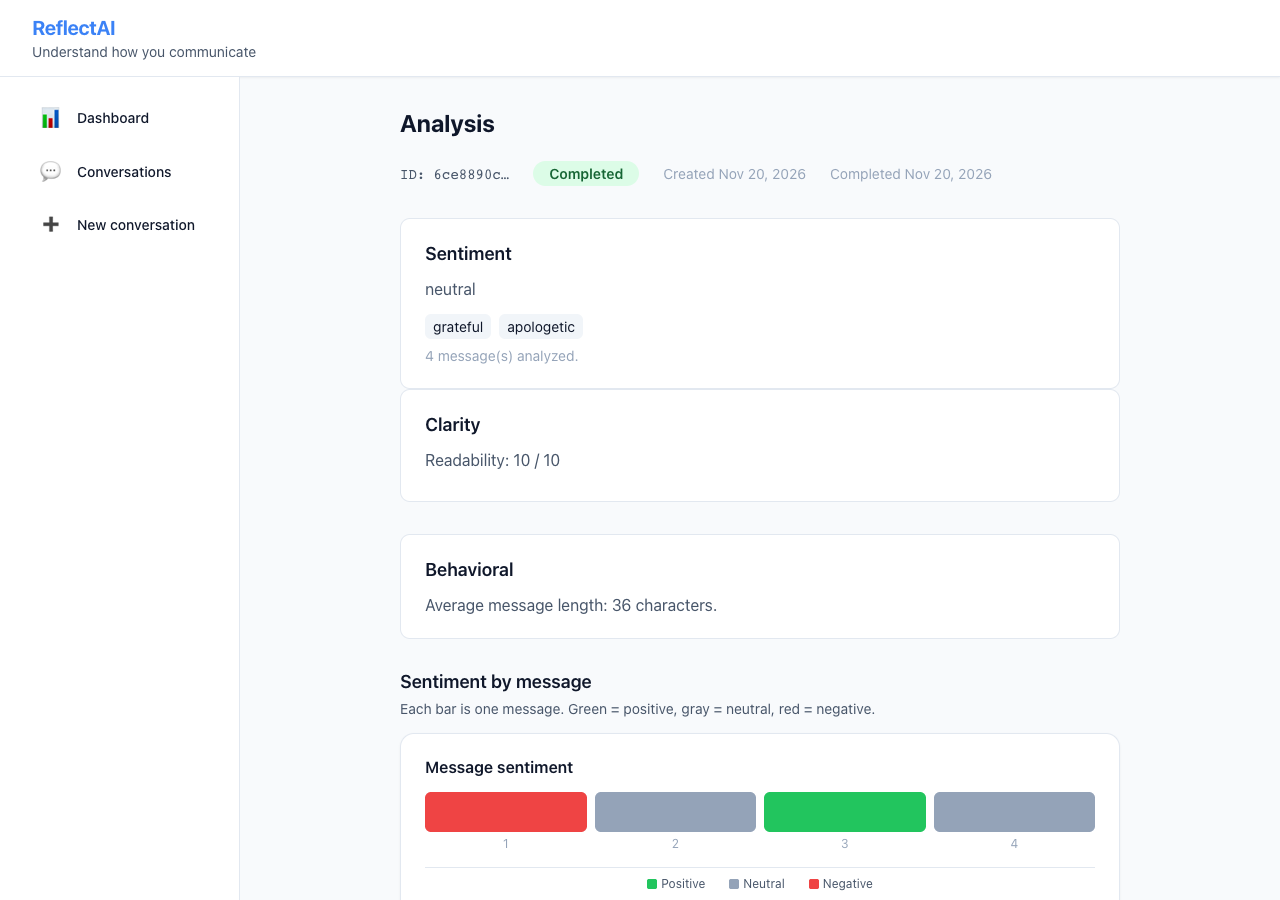 ReflectAI
Understand how you communicate
Dashboard
Conversations
New conversation
Analysis
ID: 6ce8890c… Completed Created Nov 20, 2026 Completed Nov 20, 2026
Sentiment
neutral
grateful apologetic
4 message(s) analyzed.
Clarity
Readability: 10 / 10
Behavioral
Average message length: 36 characters.
Sentiment by message
Each bar is one message. Green = positive, gray = neutral, red = negative.
Message sentiment
1 2 3 4
Positive Neutral Negative